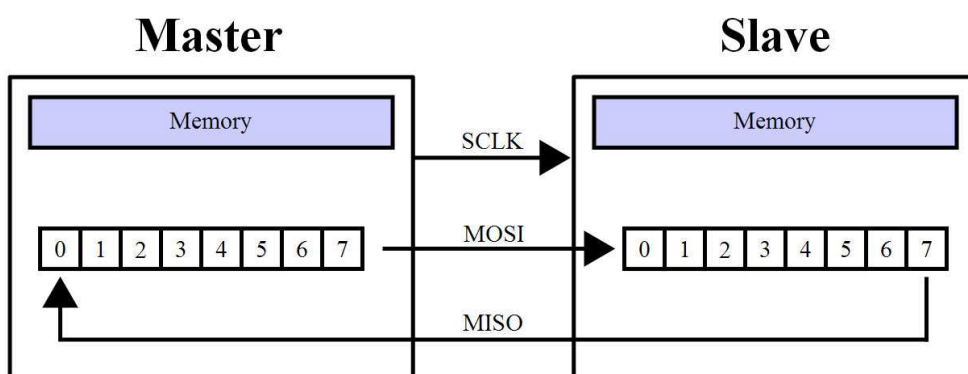 Master Slave
Memory Memory
SCLK
0 1 2 3 4 5 6 7 MOSI 0 1 2 3 4 5 6 7
MISO